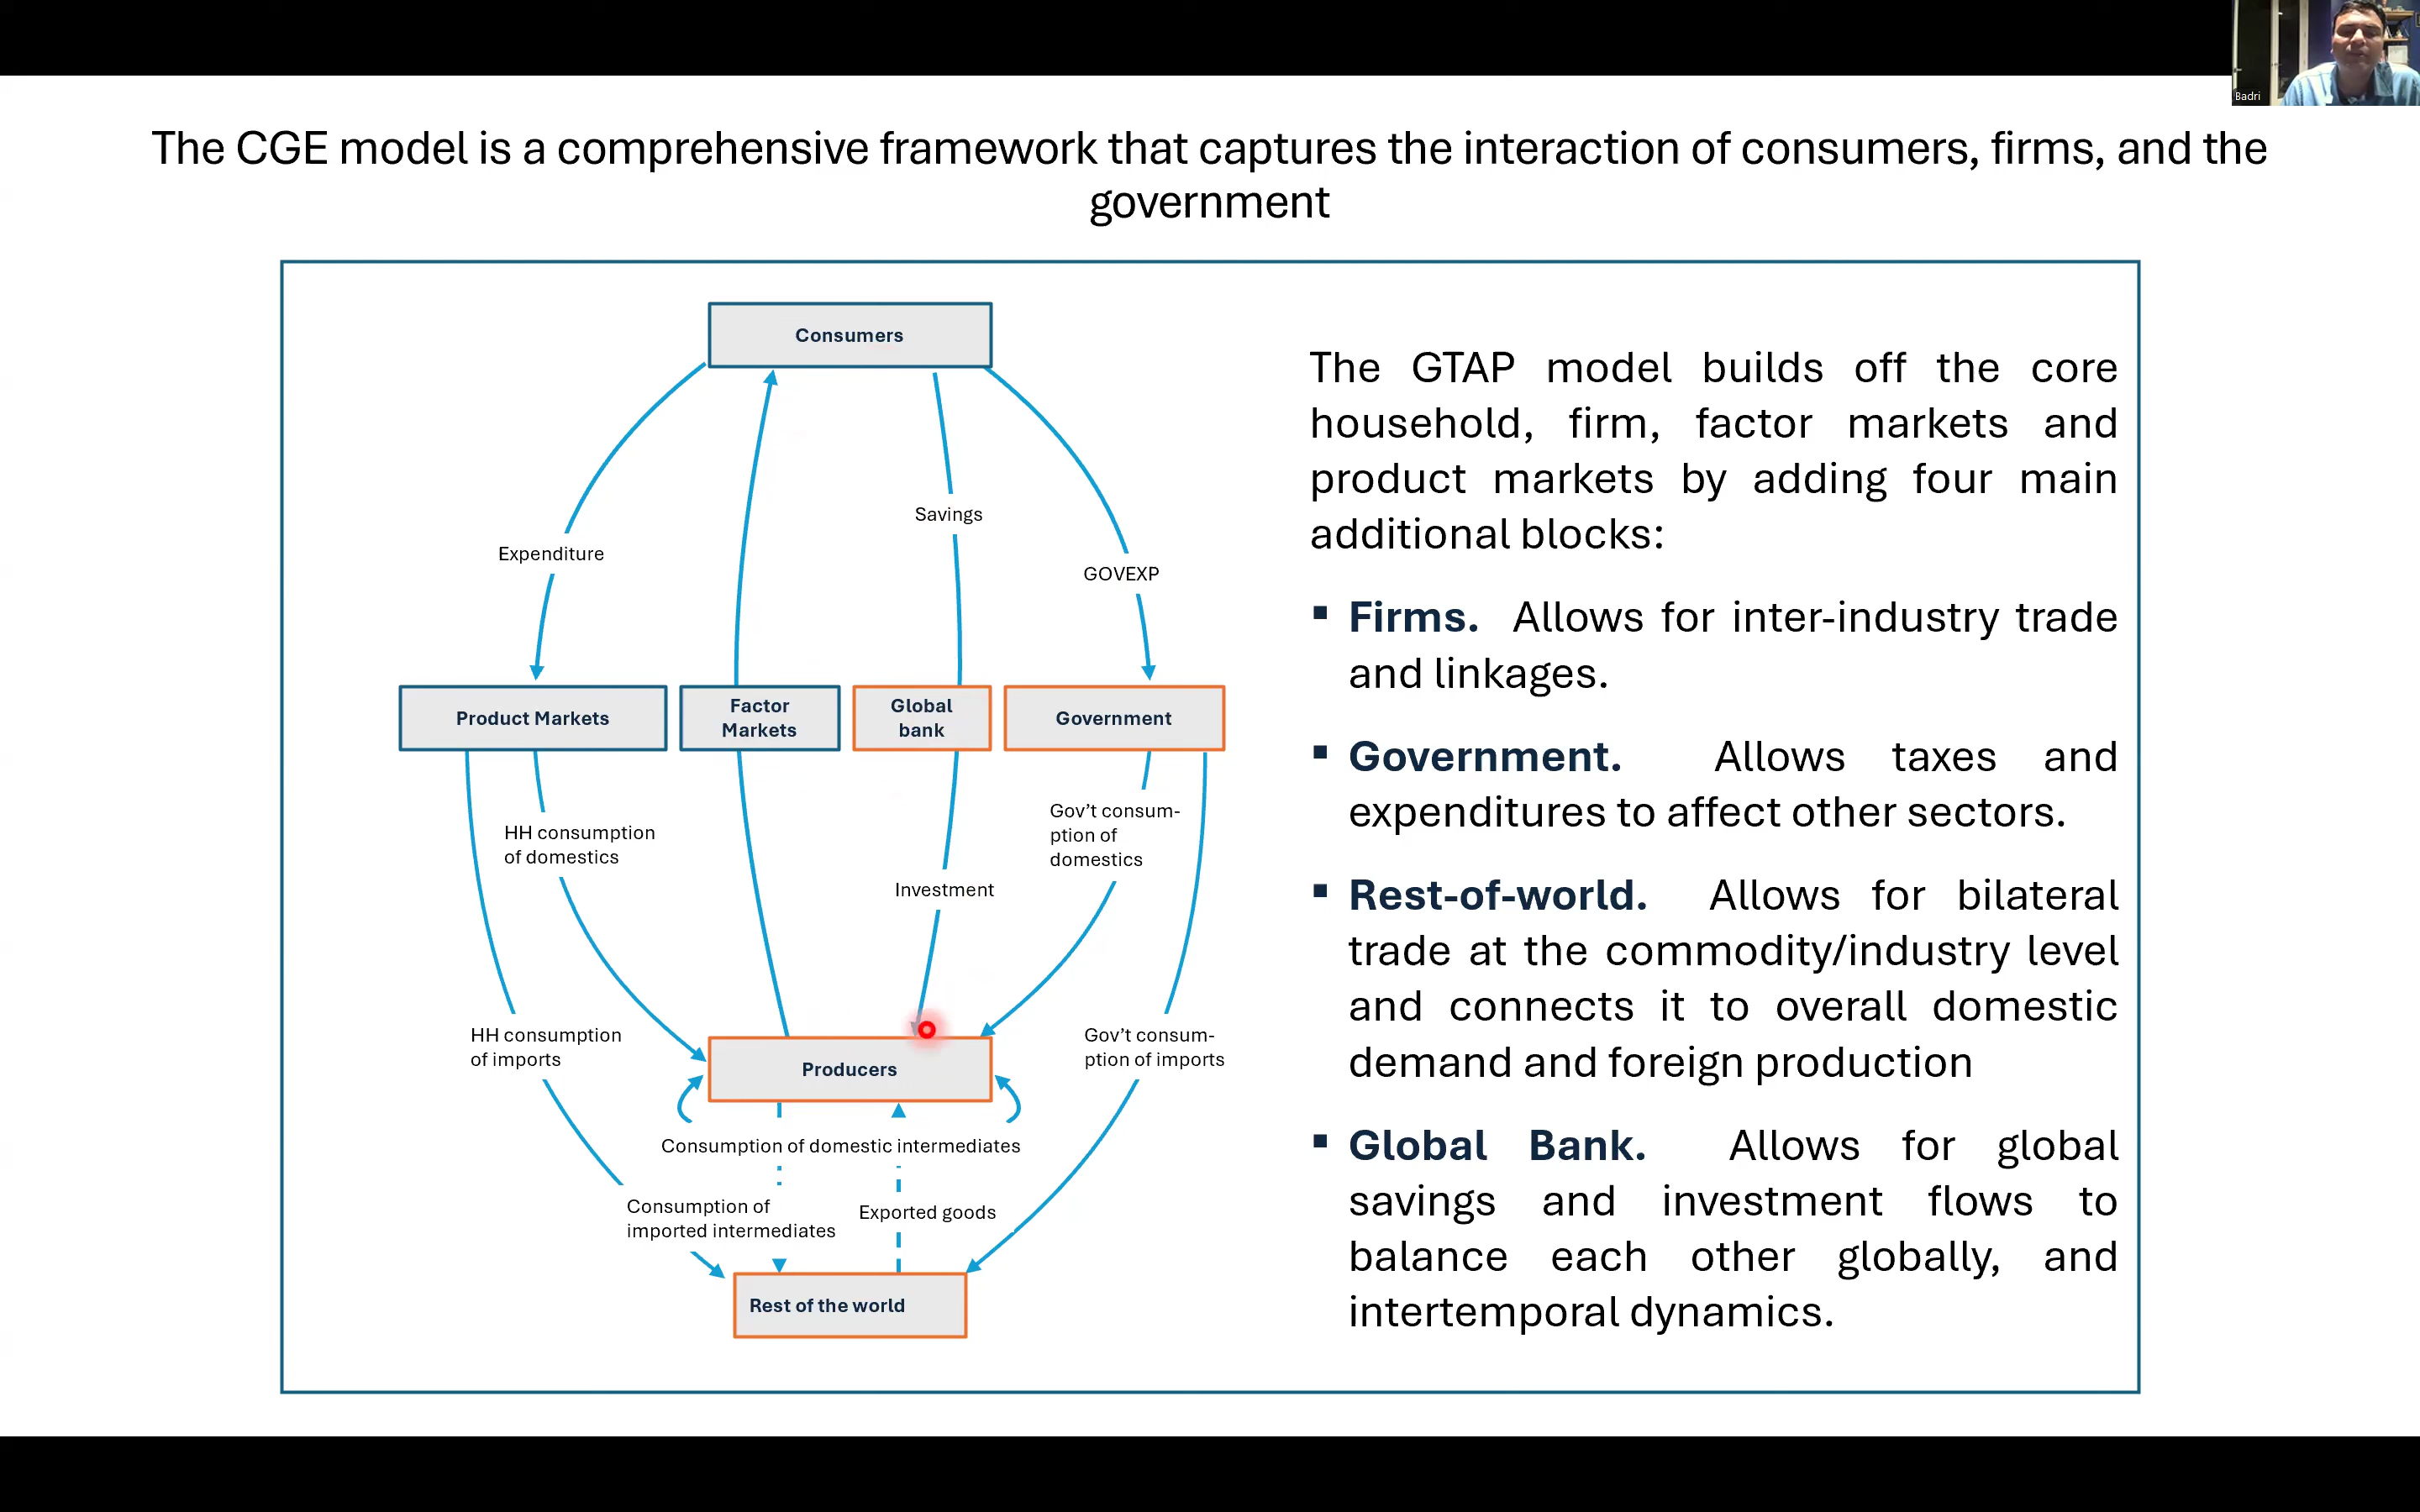 Badri
The CGE model is a comprehensive framework that captures the interaction of consumers, firms, and the
government
Consumers
Savings
Expenditure
GOVEXP
Product Markets
Factor
Markets
Global
bank
Government
HH consumption
of domestics
Gov’t consum-
ption of
domestics
Investment
HH consumption
of imports
Gov’t consum-
ption of imports
Producers
Consumption of domestic intermediates
Consumption of
imported intermediates
Exported goods
Rest of the world
The GTAP model builds off the core
household, firm, factor markets and
product markets by adding four main
additional blocks:
▪ Firms. Allows for inter-industry trade
and linkages.
▪ Government. Allows taxes and
expenditures to affect other sectors.
▪ Rest-of-world. Allows for bilateral
trade at the commodity/industry level
and connects it to overall domestic
demand and foreign production
▪ Global Bank. Allows for global
savings and investment flows to
balance each other globally, and
intertemporal dynamics.